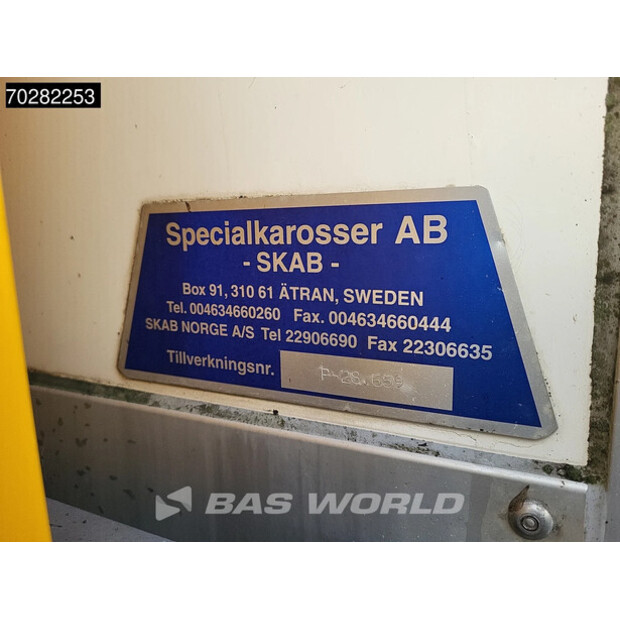 70282253
Specialkarosser AB
- SKAB -
Box 91, 310 61 ÄTRAN, SWEDEN
Tel. 004634660260 Fax. 004634660444
SKAB NORGE A/S Tel 22906690 Fax 22306635
Tillverkningsnr.
BAS WORLD